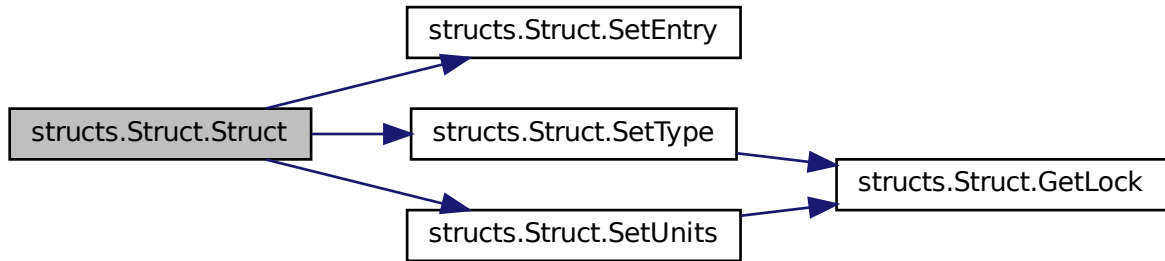 structs.Struct.SetEntry
structs.Struct.Struct
structs.Struct.SetType
structs.Struct.GetLock
structs.Struct.SetUnits